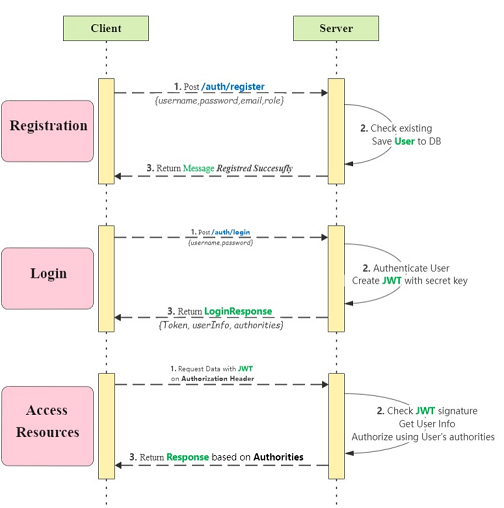 Client
Server
Registration
1. Post /auth/register
{username,password,email,role}
2. Check existing
Save User to DB
3. Return Message Registred Succesufly
Login
1. Post /auth/login
{username,password}
2. Authenticate User
Create JWT with secret key
3. Return LoginResponse
{Token, userInfo, authorities}
Access
Resources
1. Request Data with JWT
on Authorization Header
2. Check JWT signature
Get User Info
Authorize using User's authorities
3. Return Response based on Authorities